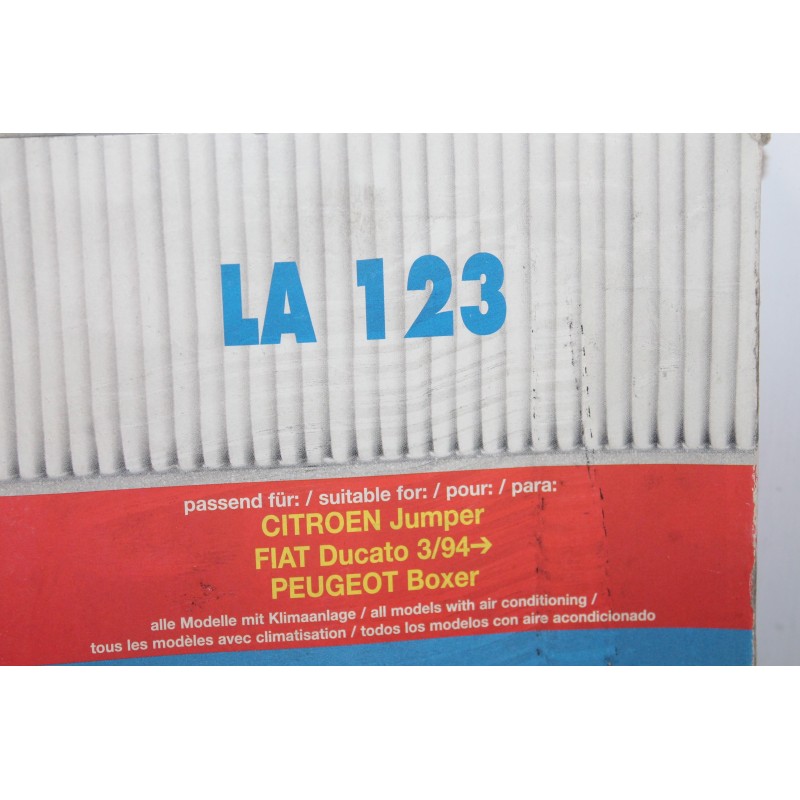 LA 123
passend für: / suitable for: / pour: / para:
CITROEN Jumper
FIAT Ducato 3/94→
PEUGEOT Boxer
alle Modelle mit Klimaanlage / all models with air conditioning /
tous les modèles avec climatisation / todos los modelos con aire acondicionado